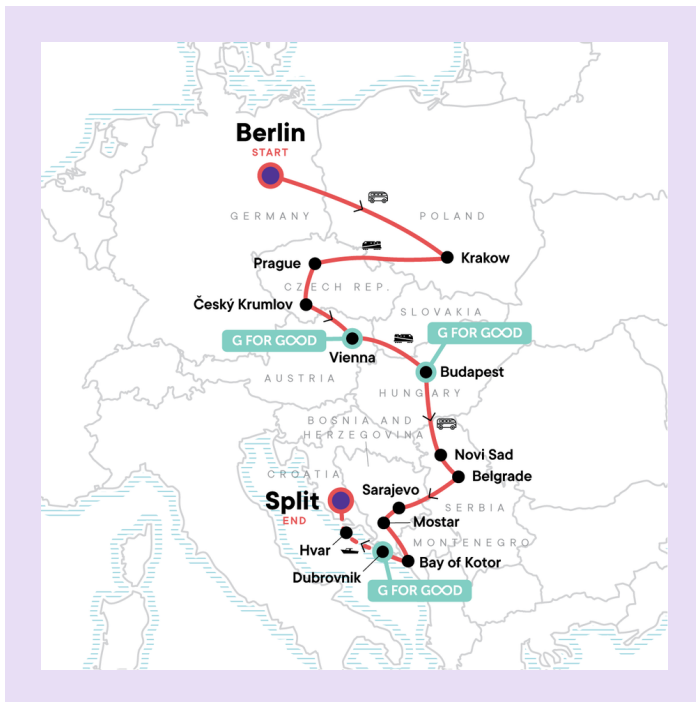 Berlin
START
GERMANY
POLAND
Prague
Krakow
CZECH REP.
Český Krumlov
SLOVAKIA
G FOR GOOD
G FOR GOOD
Vienna
Budapest
AUSTRIA
HUNGARY
BOSNIA AND
HERZEGOVINA
Novi Sad
CROATIA
Belgrade
Sarajevo
Split
END
SERBIA
Mostar
MONTENEGRO
Hvar
Bay of Kotor
Dubrovnik
G FOR GOOD